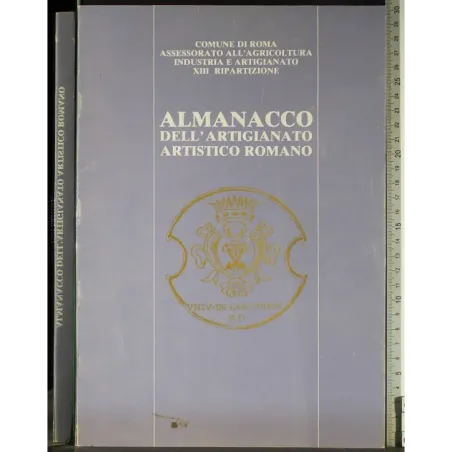 COMUNE DI ROMA
ASSESSORATO ALL'AGRICOLTURA
INDUSTRIA E ARTIGIANATO
XIII RIPARTIZIONE
ALMANACCO
DELL'ARTIGIANATO
ARTISTICO ROMANO
ALMANACCO DELL'ARTIGIANATO ARTISTICO ROMANO